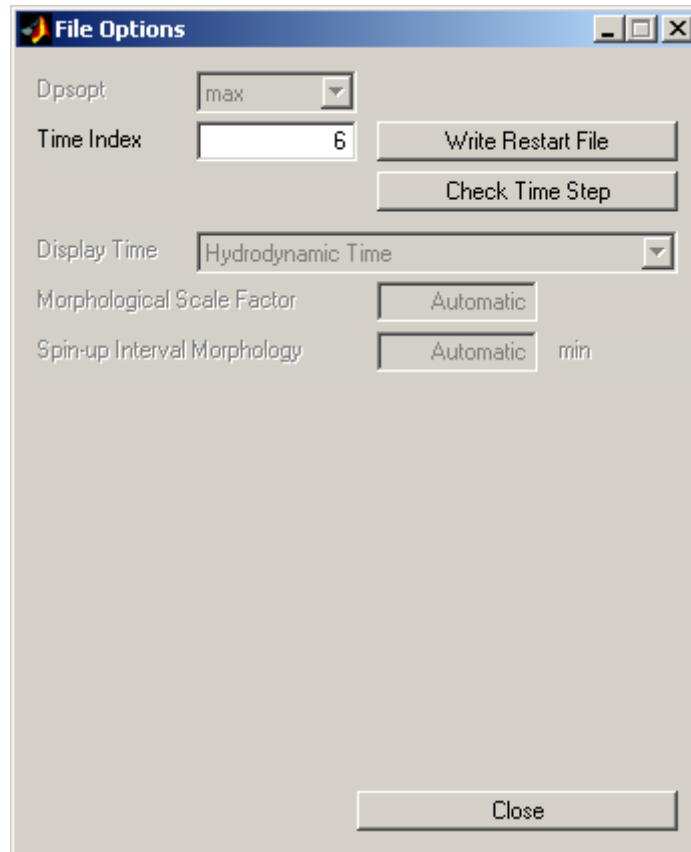 File Options
Dpsopt max
Time Index 6 Write Restart File
Check Time Step
Display Time Hydrodynamic Time
Morphological Scale Factor Automatic
Spin-up Interval Morphology Automatic min
Close